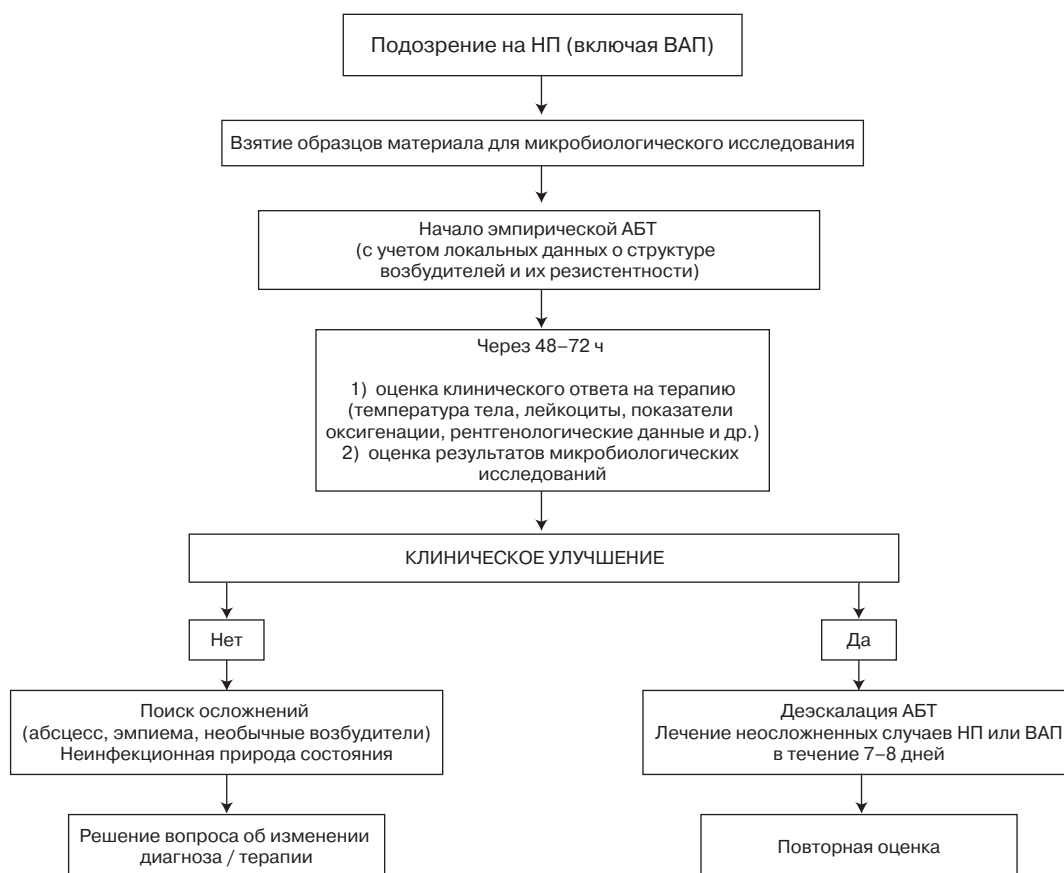 Подозрение на НП (включая ВАП)
Взятие образцов материала для микробиологического исследования
Начало эмпирической АБТ
(с учетом локальных данных о структуре
возбудителей и их резистентности)
Через 48–72 ч
1) оценка клинического ответа на терапию
(температура тела, лейкоциты, показатели
оксигенации, рентгенологические данные и др.)
2) оценка результатов микробиологических
исследований
КЛИНИЧЕСКОЕ УЛУЧШЕНИЕ
Нет
Да
Поиск осложнений
(абсцесс, эмпиема, необычные возбудители)
Неинфекционная природа состояния
Деэскалация АБТ
Лечение неосложненных случаев НП или ВАП
в течение 7–8 дней
Решение вопроса об изменении
диагноза / терапии
Повторная оценка